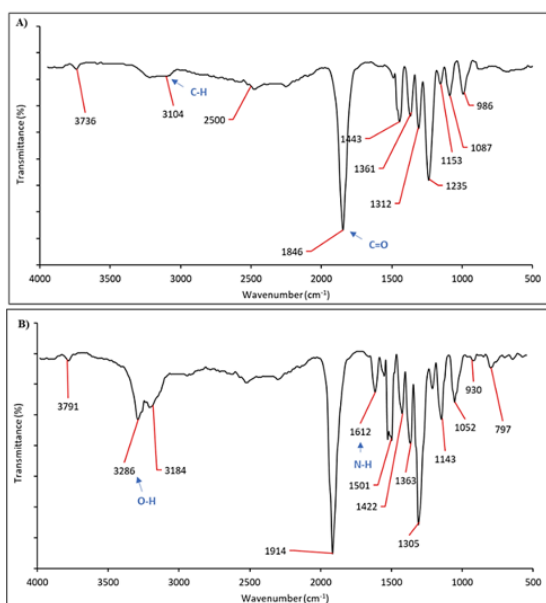 A)
Transmittance (%)
3736
3104
C-H
2500
1846
C=O
1443
1361
1312
1235
1153
1087
986
4000 3500 3000 2500 2000 1500 1000 500
Wavenumber (cm-1)
B)
Transmittance (%)
3791
3286
O-H
3184
1914
1612
N-H
1501
1422
1363
1305
1143
1052
930
797
4000 3500 3000 2500 2000 1500 1000 500
Wavenumber (cm-1)